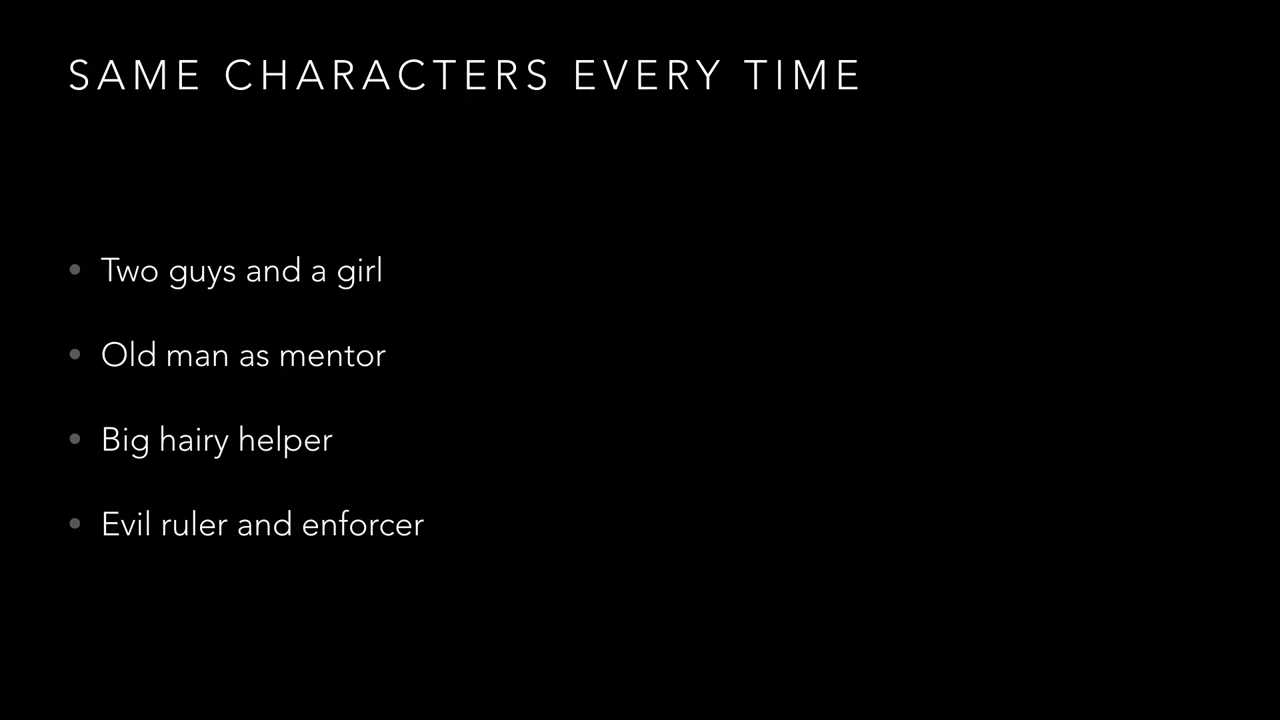 SAME CHARACTERS EVERY TIME
• Two guys and a girl
• Old man as mentor
• Big hairy helper
• Evil ruler and enforcer